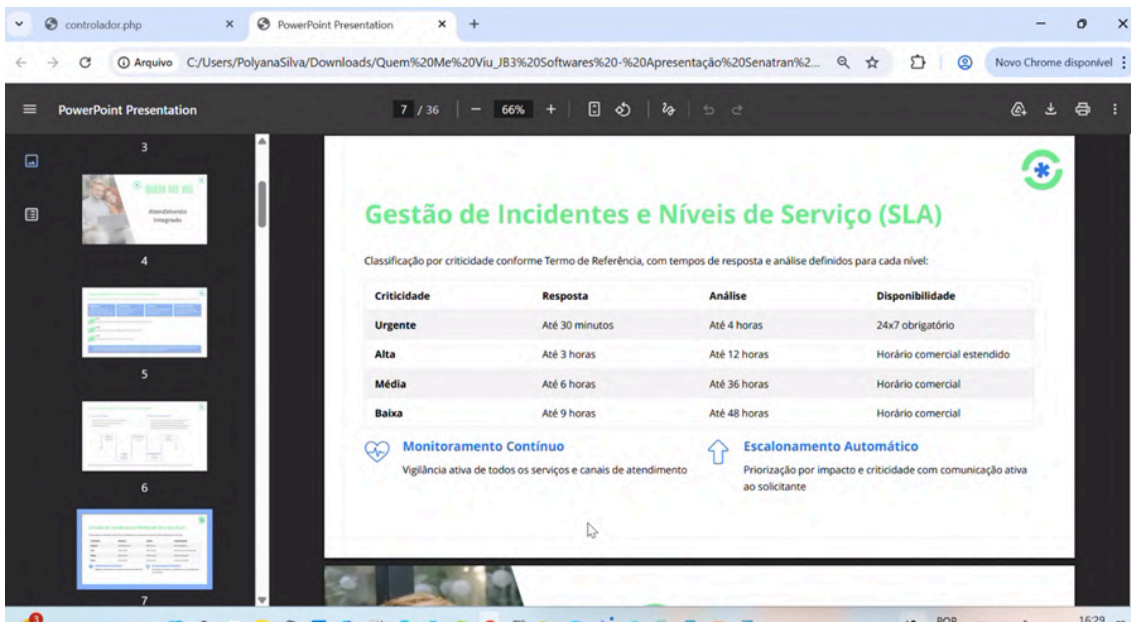 controlador.php
PowerPoint Presentation
Arquivo C:/Users/PolyanaSilva/Downloads/Quem%20Me%20Viu_JB3%20Softwares%20-%20Apresentação%20Senatran%2... Novo Chrome disponível
PowerPoint Presentation 7 / 36 66%
3
QUEM ME VIU
Atendimento
Integrado
4
5
6
7
Gestão de Incidentes e Níveis de Serviço (SLA)
Classificação por criticidade conforme Termo de Referência, com tempos de resposta e análise definidos para cada nível:
Criticidade Resposta Análise Disponibilidade
Urgente Até 30 minutos Até 4 horas 24x7 obrigatório
Alta Até 3 horas Até 12 horas Horário comercial estendido
Média Até 6 horas Até 36 horas Horário comercial
Baixa Até 9 horas Até 48 horas Horário comercial
Monitoramento Contínuo
Vigilância ativa de todos os serviços e canais de atendimento
Escalonamento Automático
Priorização por impacto e criticidade com comunicação ativa
ao solicitante
3
POR 16:29